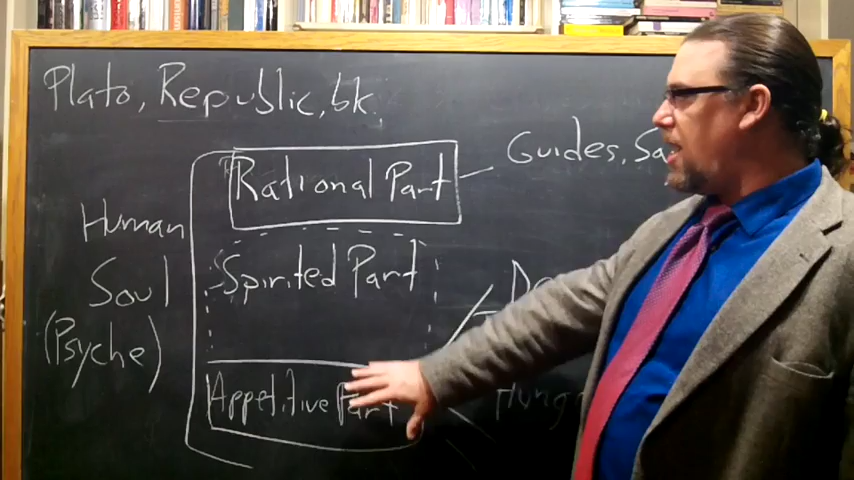 Plato, Republic, bk.
Rational Part
Guides, Sa
Human
Soul
(Psyche)
Spirited Part
Appetitive Part